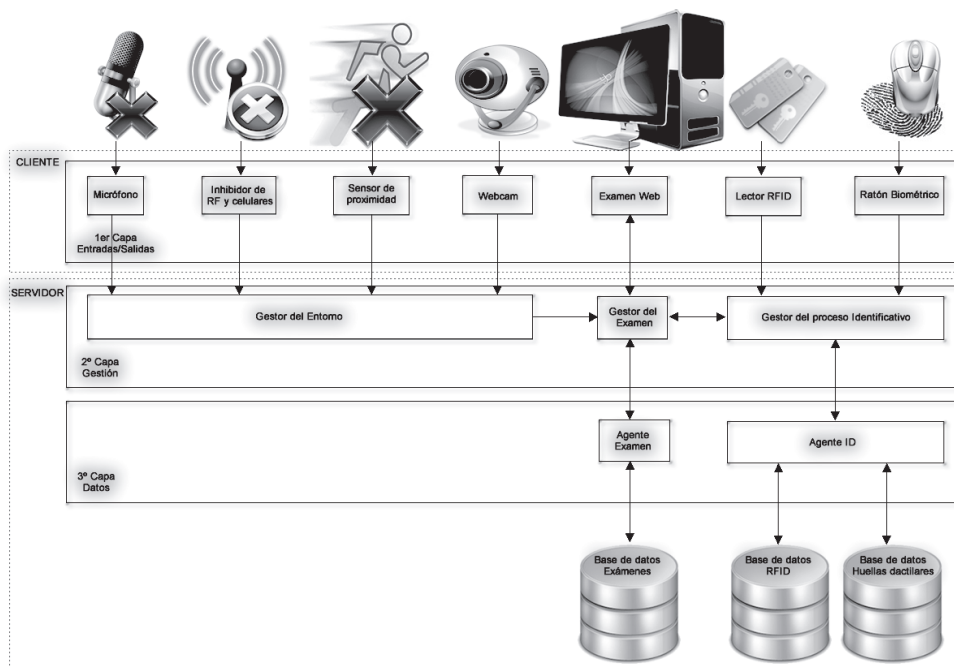 CLIENTE
Micrófono
Inhibidor de
RF y celulares
Sensor de
proximidad
Webcam
Examen Web
Lector RFID
Ratón Biométrico
1er Capa
Entradas/Salidas
SERVIDOR
Gestor del Entorno
Gestor del
Examen
Gestor del proceso Identificativo
2º Capa
Gestión
Agente
Examen
Agente ID
3º Capa
Datos
Base de datos
Exámenes
Base de datos
RFID
Base de datos
Huellas dactilares